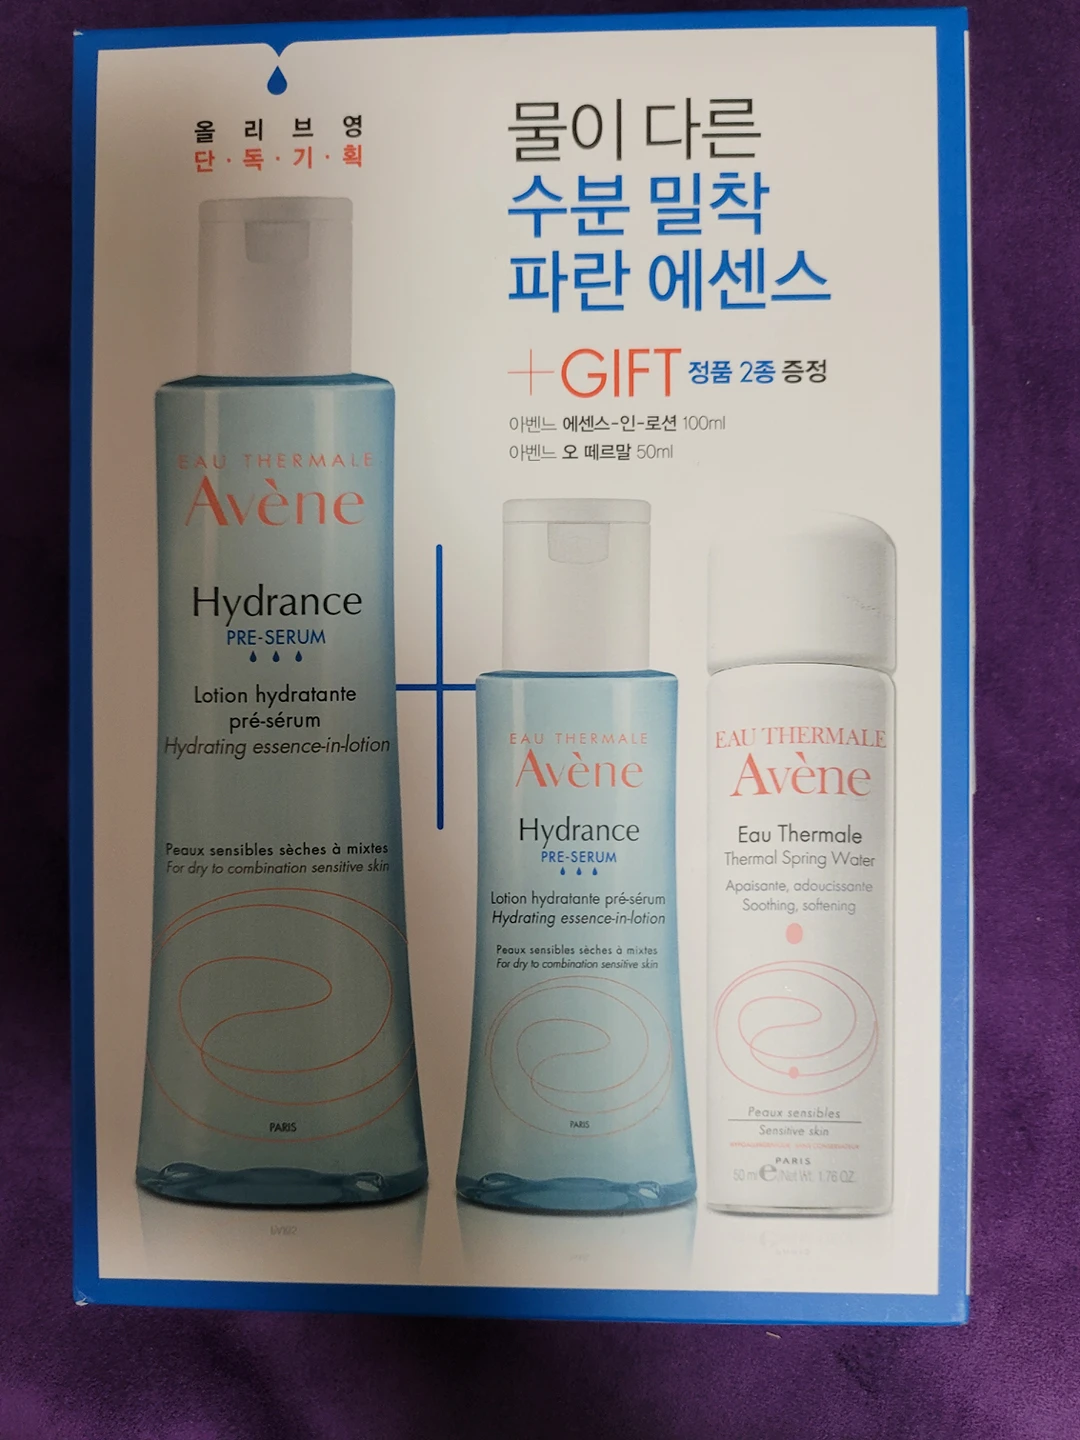 올리브영
단·독·기·획
물이 다른
수분 밀착
파란 에센스
+GIFT 정품 2종 증정
아벤느 에센스-인-로션 100ml
아벤느 오 떼르말 50ml
EAU THERMALE
Avène
Hydrance
PRE-SERUM
Lotion hydratante
pré-sérum
Hydrating essence-in-lotion
Peaux sensibles sèches à mixtes
For dry to combination sensitive skin
PARIS
EAU THERMALE
Avène
Hydrance
PRE-SERUM
Lotion hydratante pré-sérum
Hydrating essence-in-lotion
Peaux sensibles sèches à mixtes
For dry to combination sensitive skin
PARIS
EAU THERMALE
Avène
Eau Thermale
Thermal Spring Water
Apaisante, adoucissante
Soothing, softening
Peaux sensibles
Sensitive skin
PARIS
50 ml e Net Wt. 1.76 OZ.